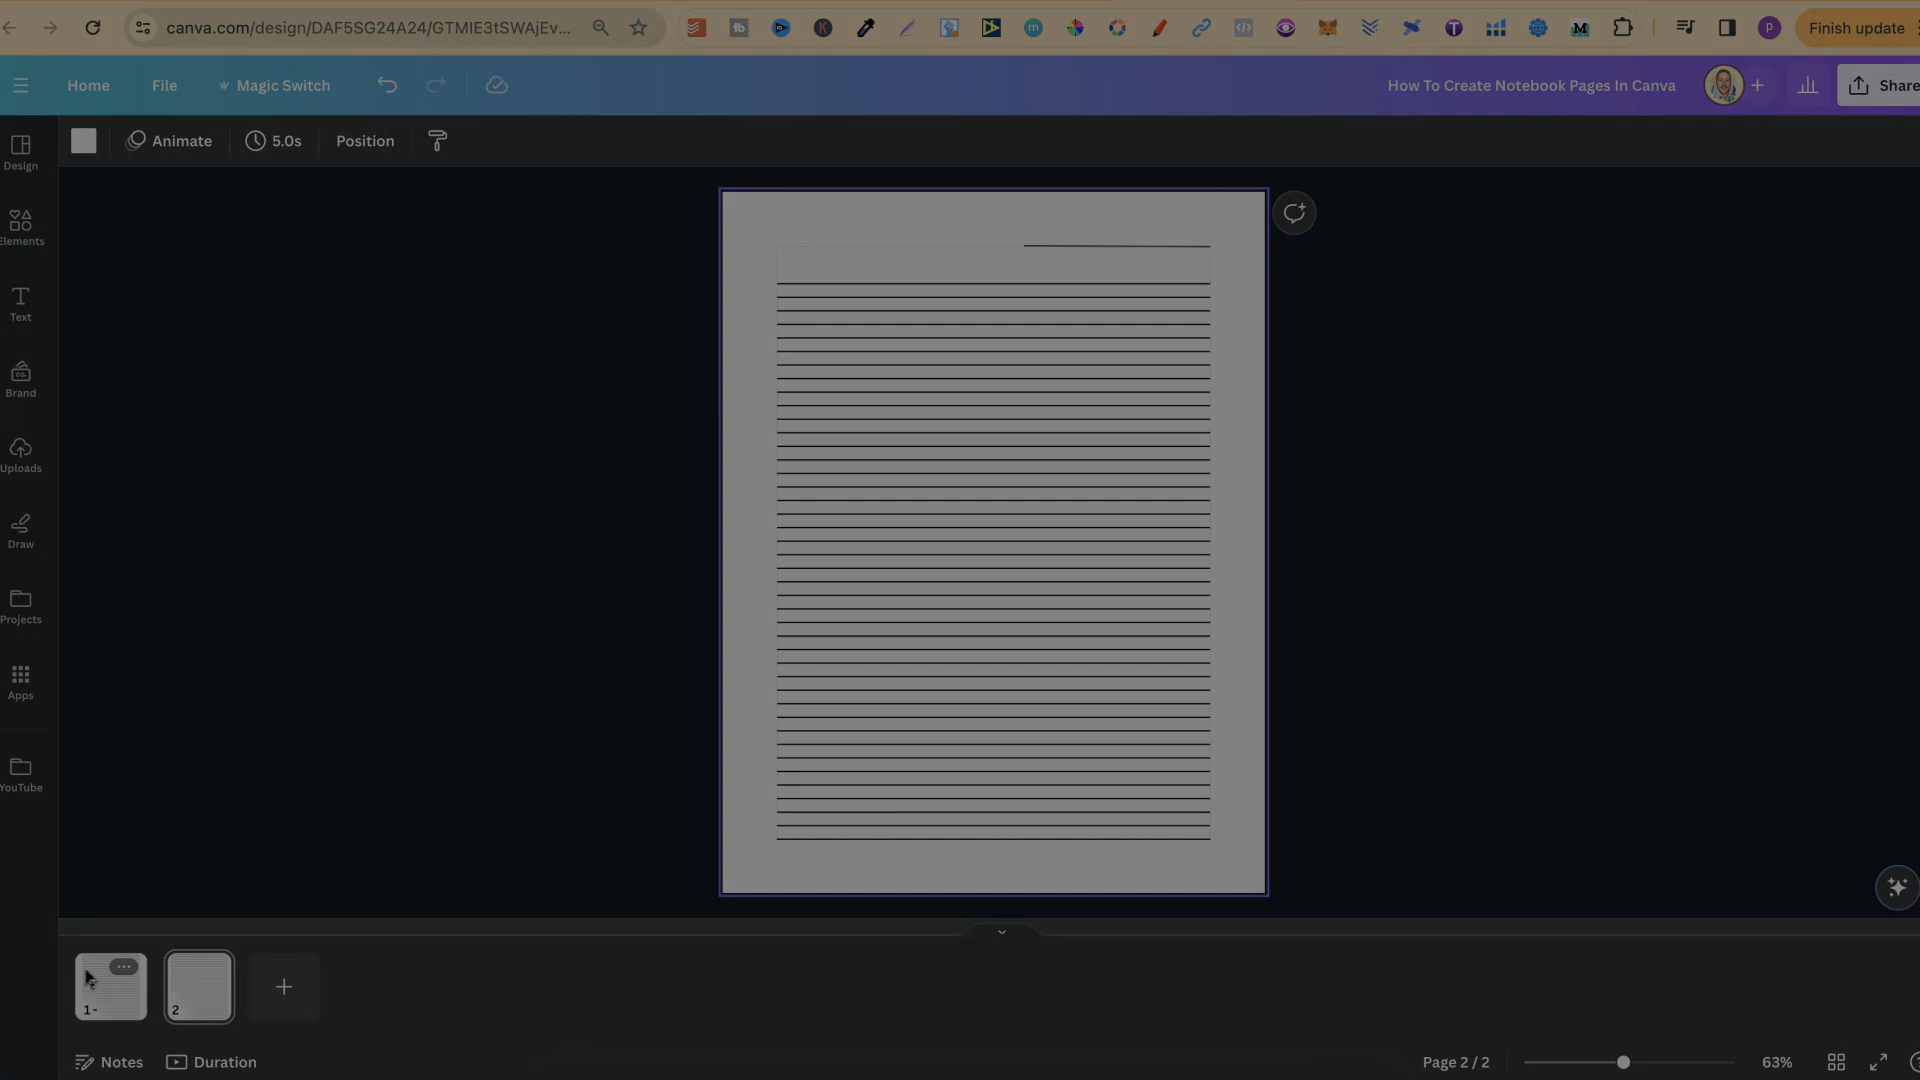 canva.com/design/DAF5SG24A24/GTMIE3tSWAjEv...
Finish update
Home
File
Magic Switch
How To Create Notebook Pages In Canva
Share
Animate
5.0s
Position
Design
Elements
Text
Brand
Uploads
Draw
Projects
Apps
YouTube
1 -
2
Notes
Duration
Page 2 / 2
63%